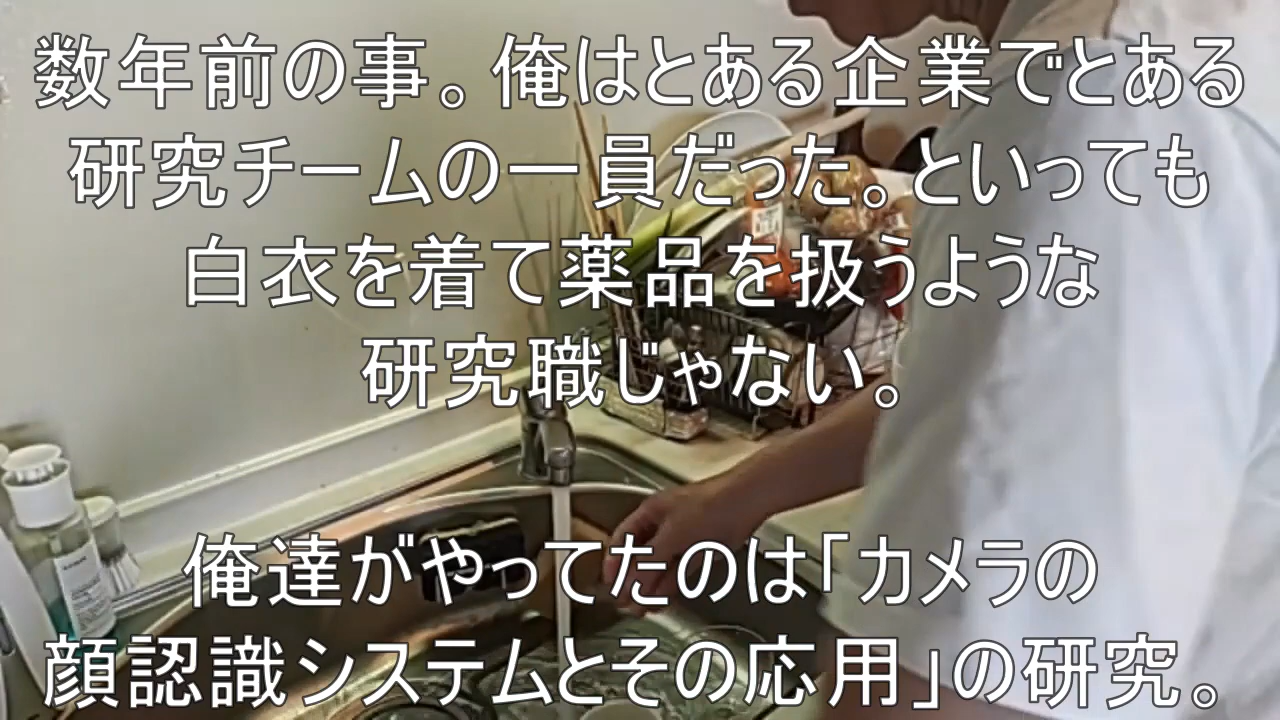 数年前の事。俺はとある企業でとある
研究チームの一員だった。といっても
白衣を着て薬品を扱うような
研究職じゃない。
俺達がやってたのは「カメラの
顔認識システムとその応用」の研究。